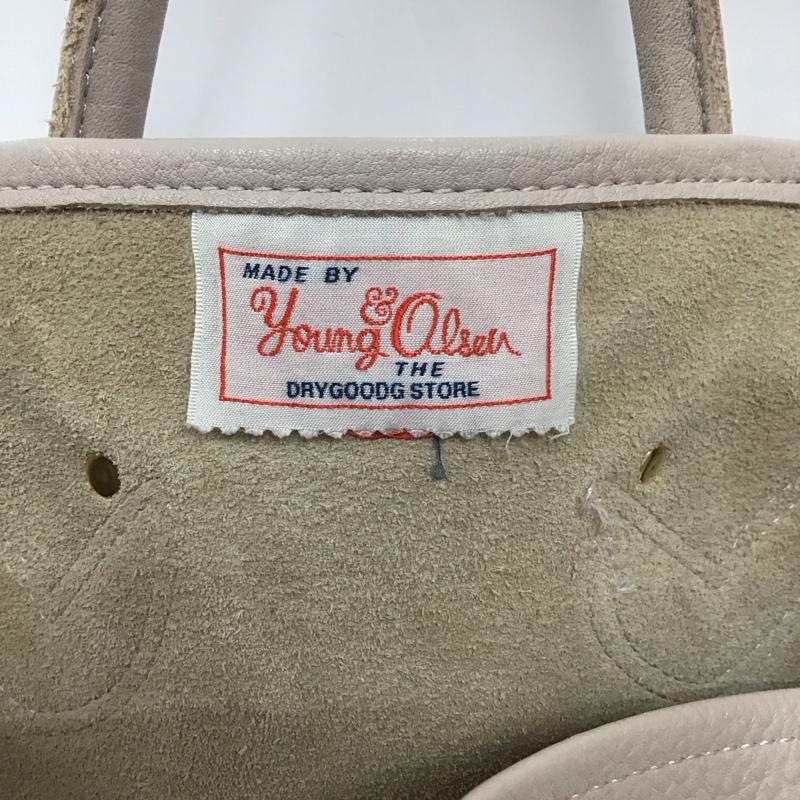 MADE BY
Young & Olsen
THE
DRYGOODG STORE